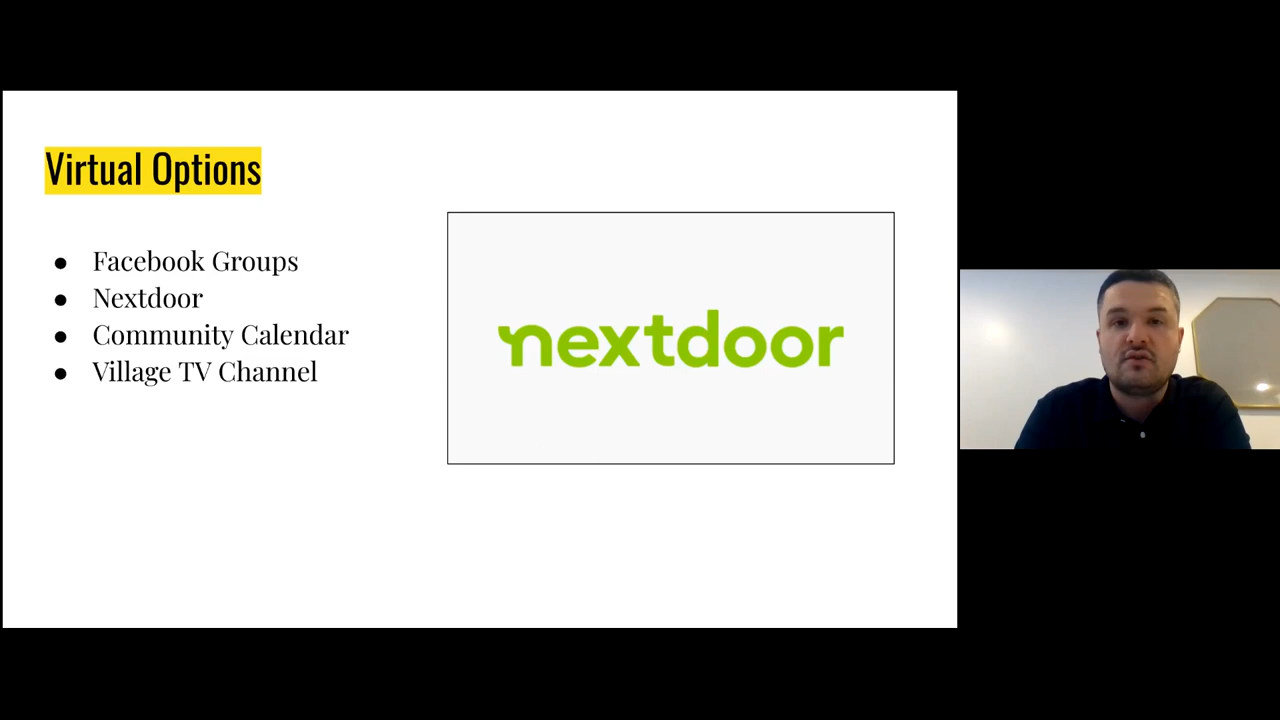 Virtual Options
● Facebook Groups
● Nextdoor
● Community Calendar
● Village TV Channel
nextdoor